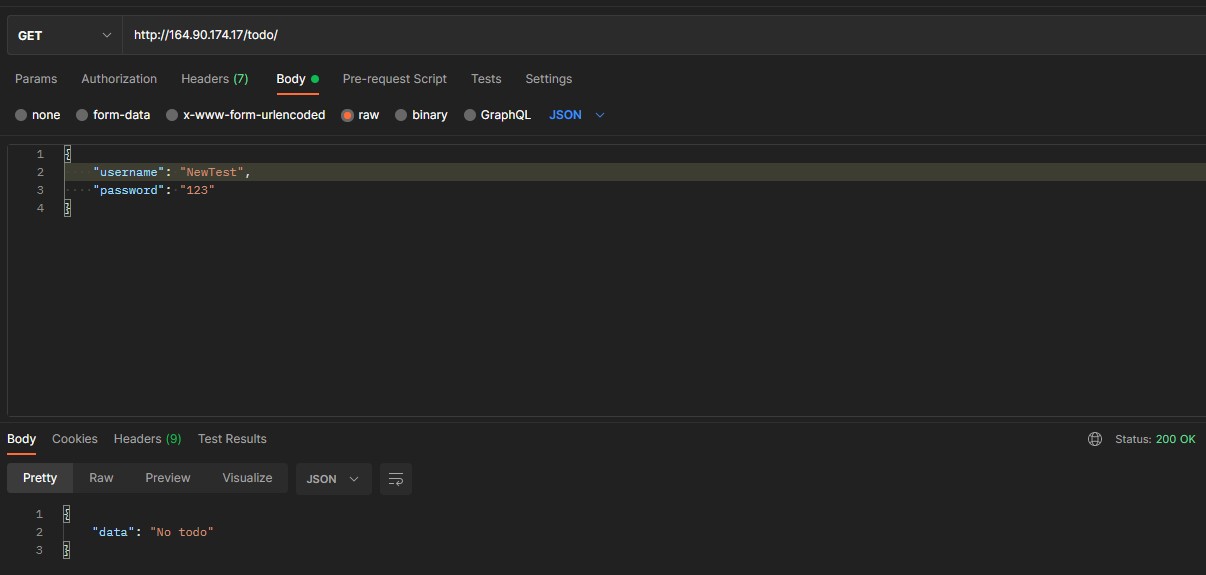 GET http://164.90.174.17/todo/
Params Authorization Headers (7) Body Pre-request Script Tests Settings
none form-data x-www-form-urlencoded raw binary GraphQL JSON
1 {
2 "username": "NewTest",
3 "password": "123"
4 }
Body Cookies Headers (9) Test Results Status: 200 OK
Pretty Raw Preview Visualize JSON
1 {
2 "data": "No todo"
3 }